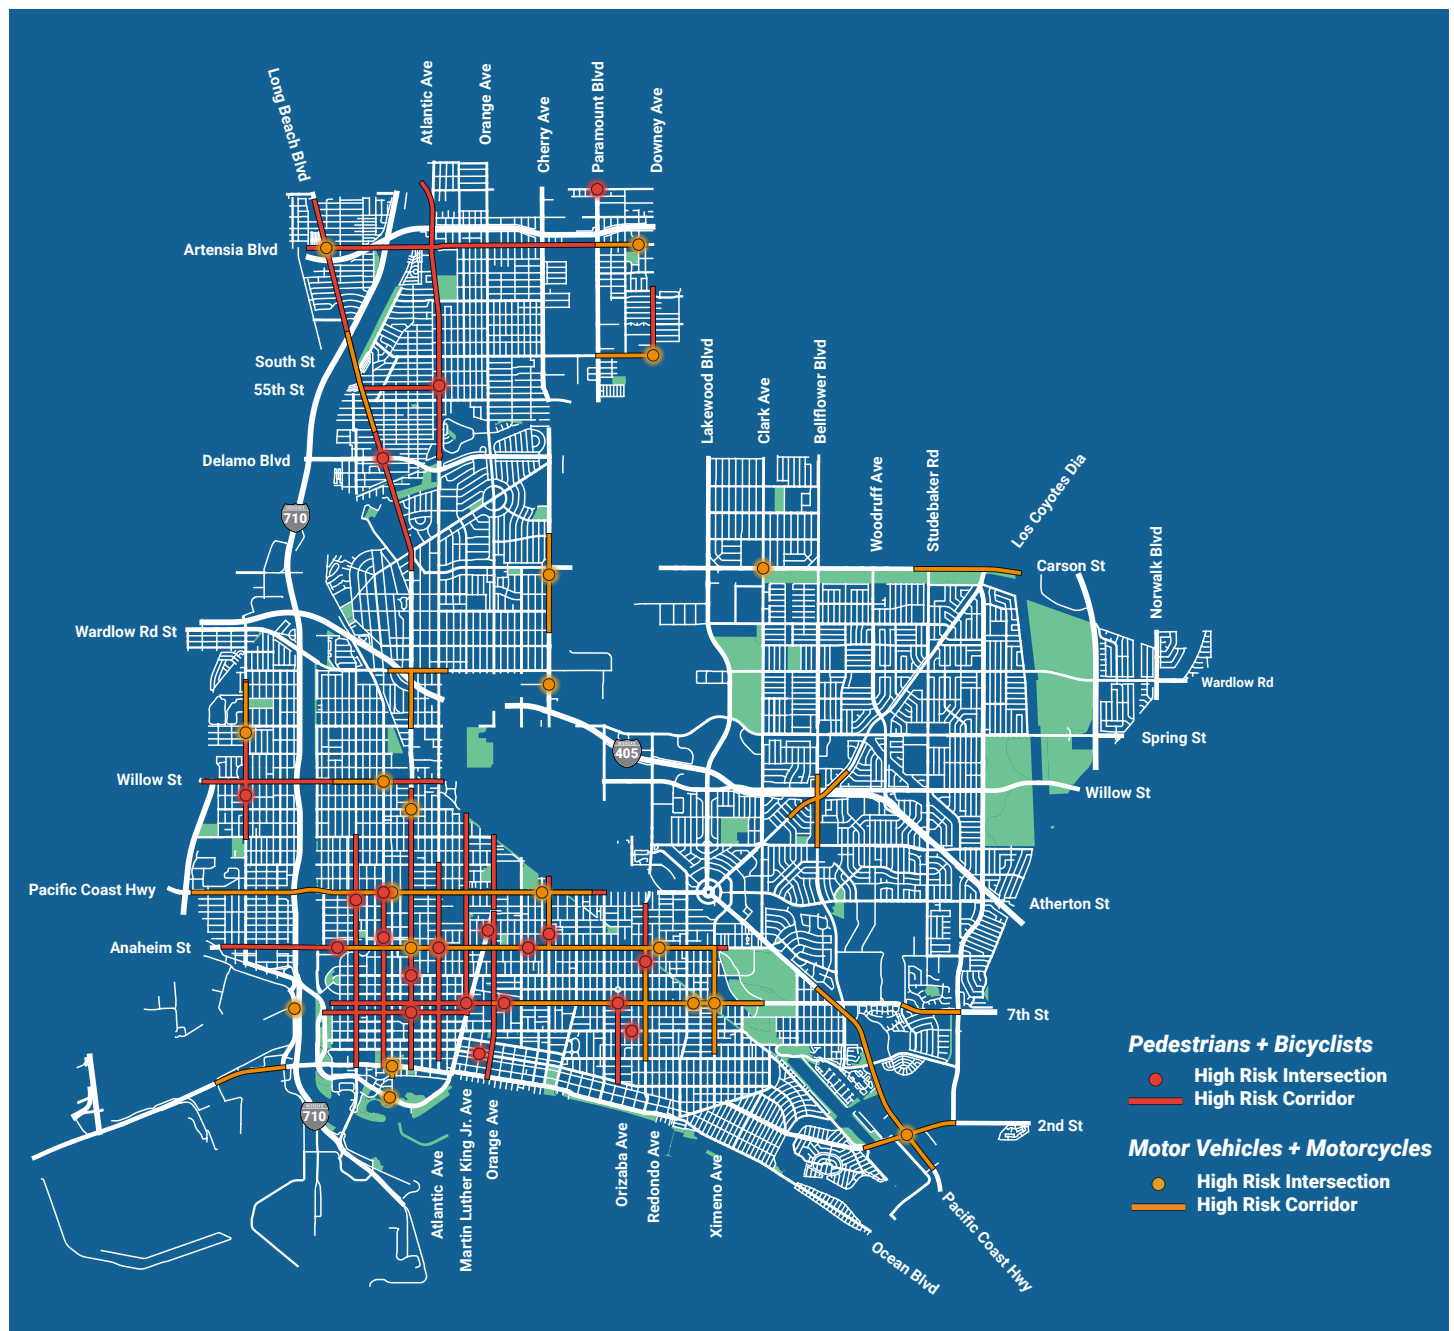 Long Beach Blvd
Atlantic Ave
Orange Ave
Cherry Ave
Paramount Blvd
Downey Ave
Artensia Blvd
South St
55th St
Delamo Blvd
Lakewood Blvd
Clark Ave
Bellflower Blvd
Woodruff Ave
Studebaker Rd
Los Coyotes Dia
Norwalk Blvd
710
Carson St
Wardlow Rd St
Wardlow Rd
Spring St
405
Willow St
Willow St
Pacific Coast Hwy
Atherton St
Anaheim St
7th St
710
2nd St
Atlantic Ave
Martin Luther King Jr. Ave
Orange Ave
Orizaba Ave
Redondo Ave
Ximeno Ave
Ocean Blvd
Pacific Coast Hwy
Pedestrians + Bicyclists
High Risk Intersection
High Risk Corridor
Motor Vehicles + Motorcycles
High Risk Intersection
High Risk Corridor